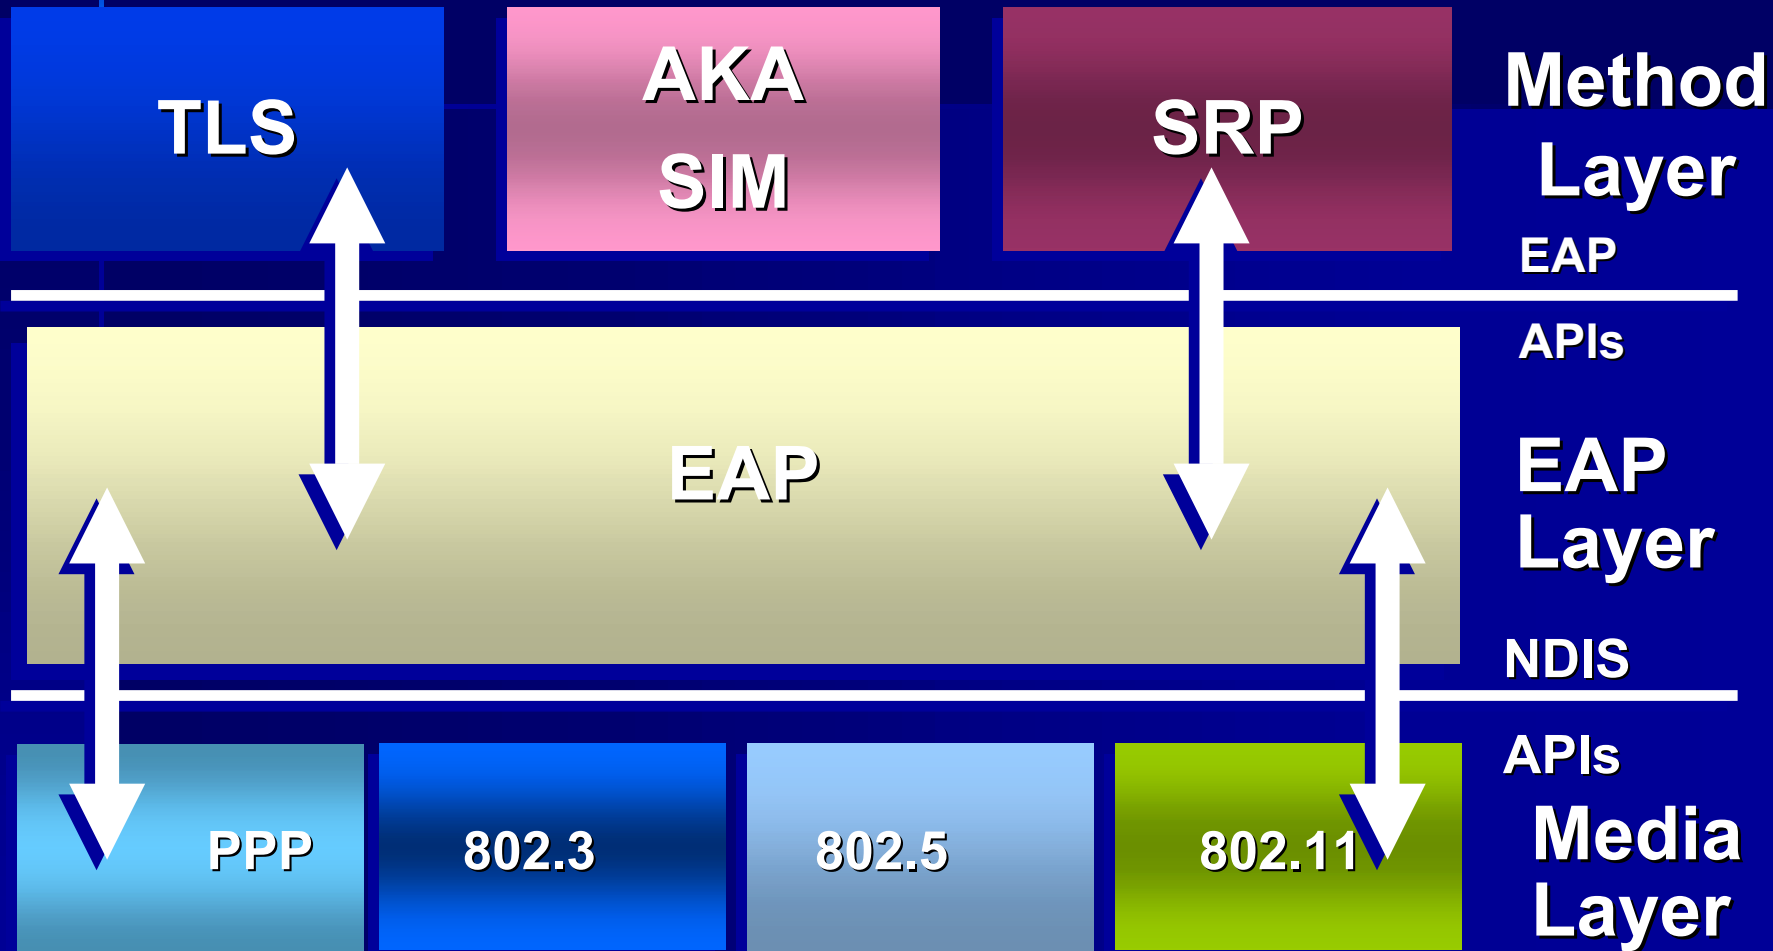 TLS
AKA
SIM
SRP
Method
Layer
EAP
APIs
EAP
EAP
Layer
NDIS
APIs
PPP
802.3
802.5
802.11
Media
Layer